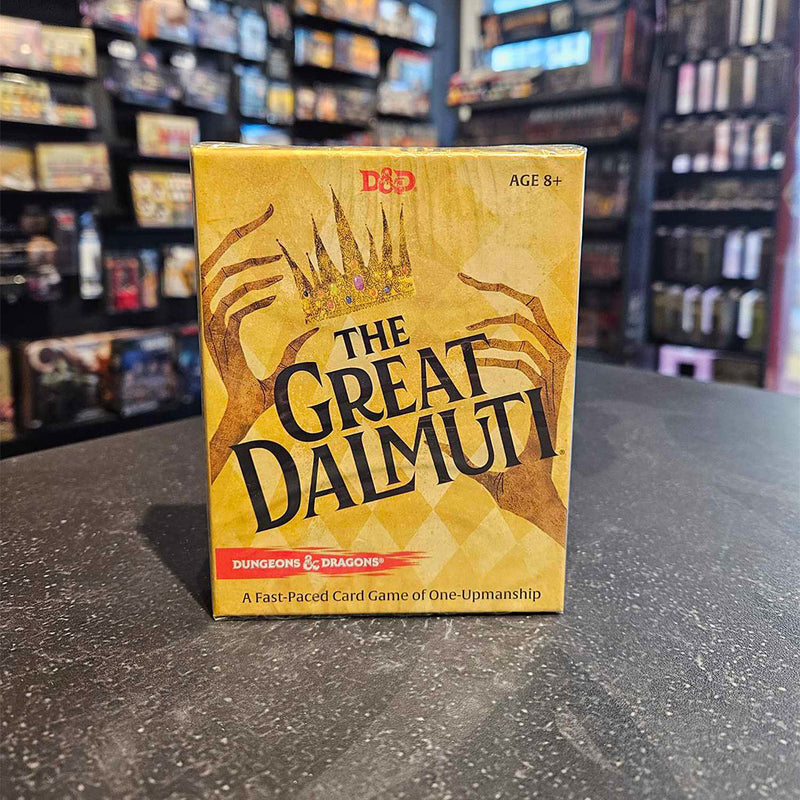 D&D
AGE 8+
THE
GREAT
DALMUTI®
DUNGEONS & DRAGONS®
A Fast-Paced Card Game of One-Upmanship